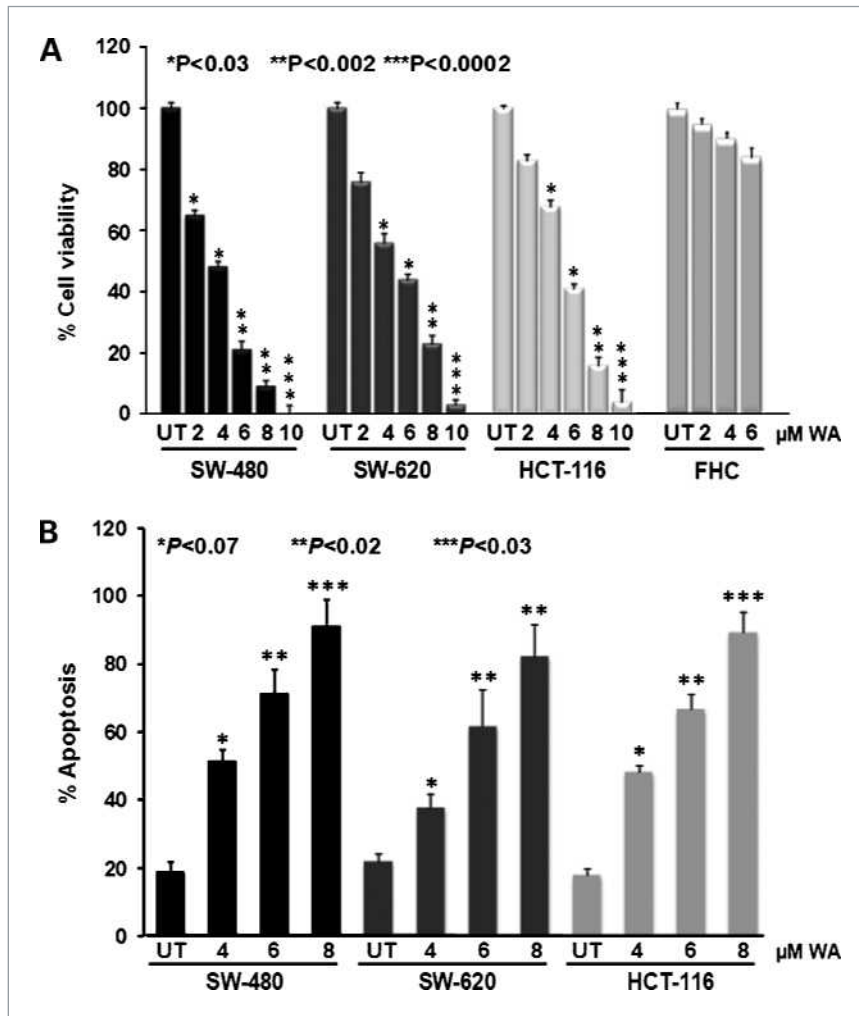 A
*P<0.03 **P<0.002 ***P<0.0002
% Cell viability
120
100
80
60
40
20
0
* * ** ** ***
* * ** ***
* * ** ***
UT 2 4 6 8 10 UT 2 4 6 8 10 UT 2 4 6 8 10 UT 2 4 6 µM WA
SW-480 SW-620 HCT-116 FHC
B
*P<0.07 **P<0.02 ***P<0.03
% Apoptosis
120
100
80
60
40
20
0
* ** ***
* ** **
* ** ***
UT 4 6 8 UT 4 6 8 UT 4 6 8 µM WA
SW-480 SW-620 HCT-116